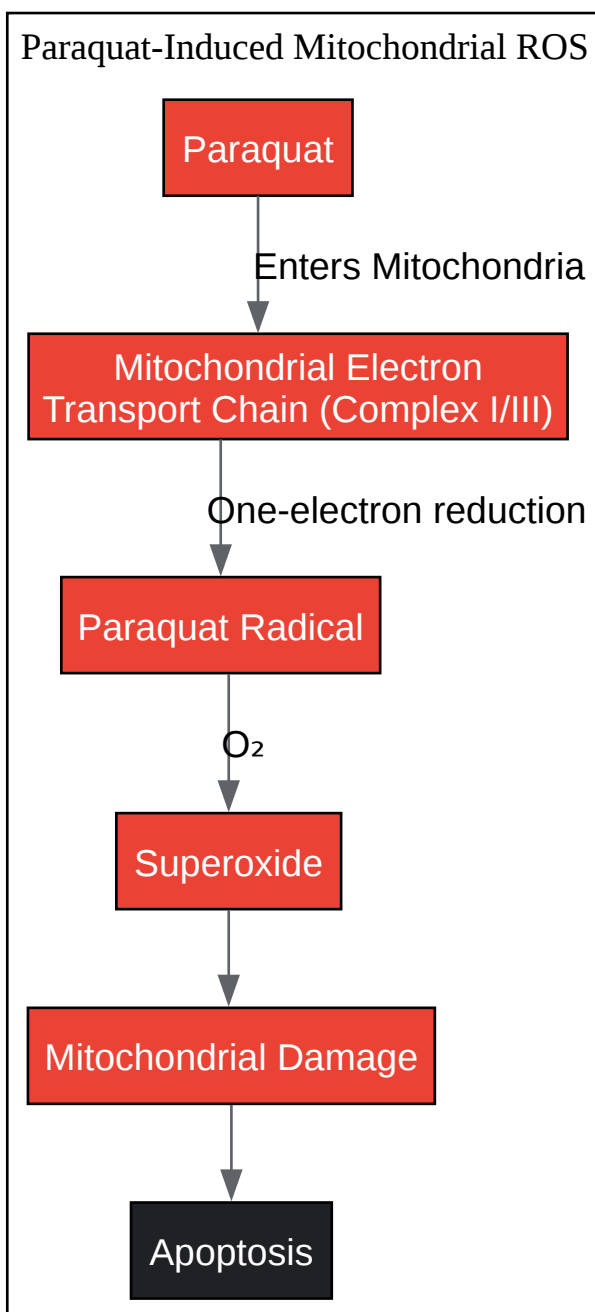 Paraquat-Induced Mitochondrial ROS
Paraquat
Enters Mitochondria
Mitochondrial Electron
Transport Chain (Complex I/III)
One-electron reduction
Paraquat Radical
O₂
Superoxide
Mitochondrial Damage
Apoptosis